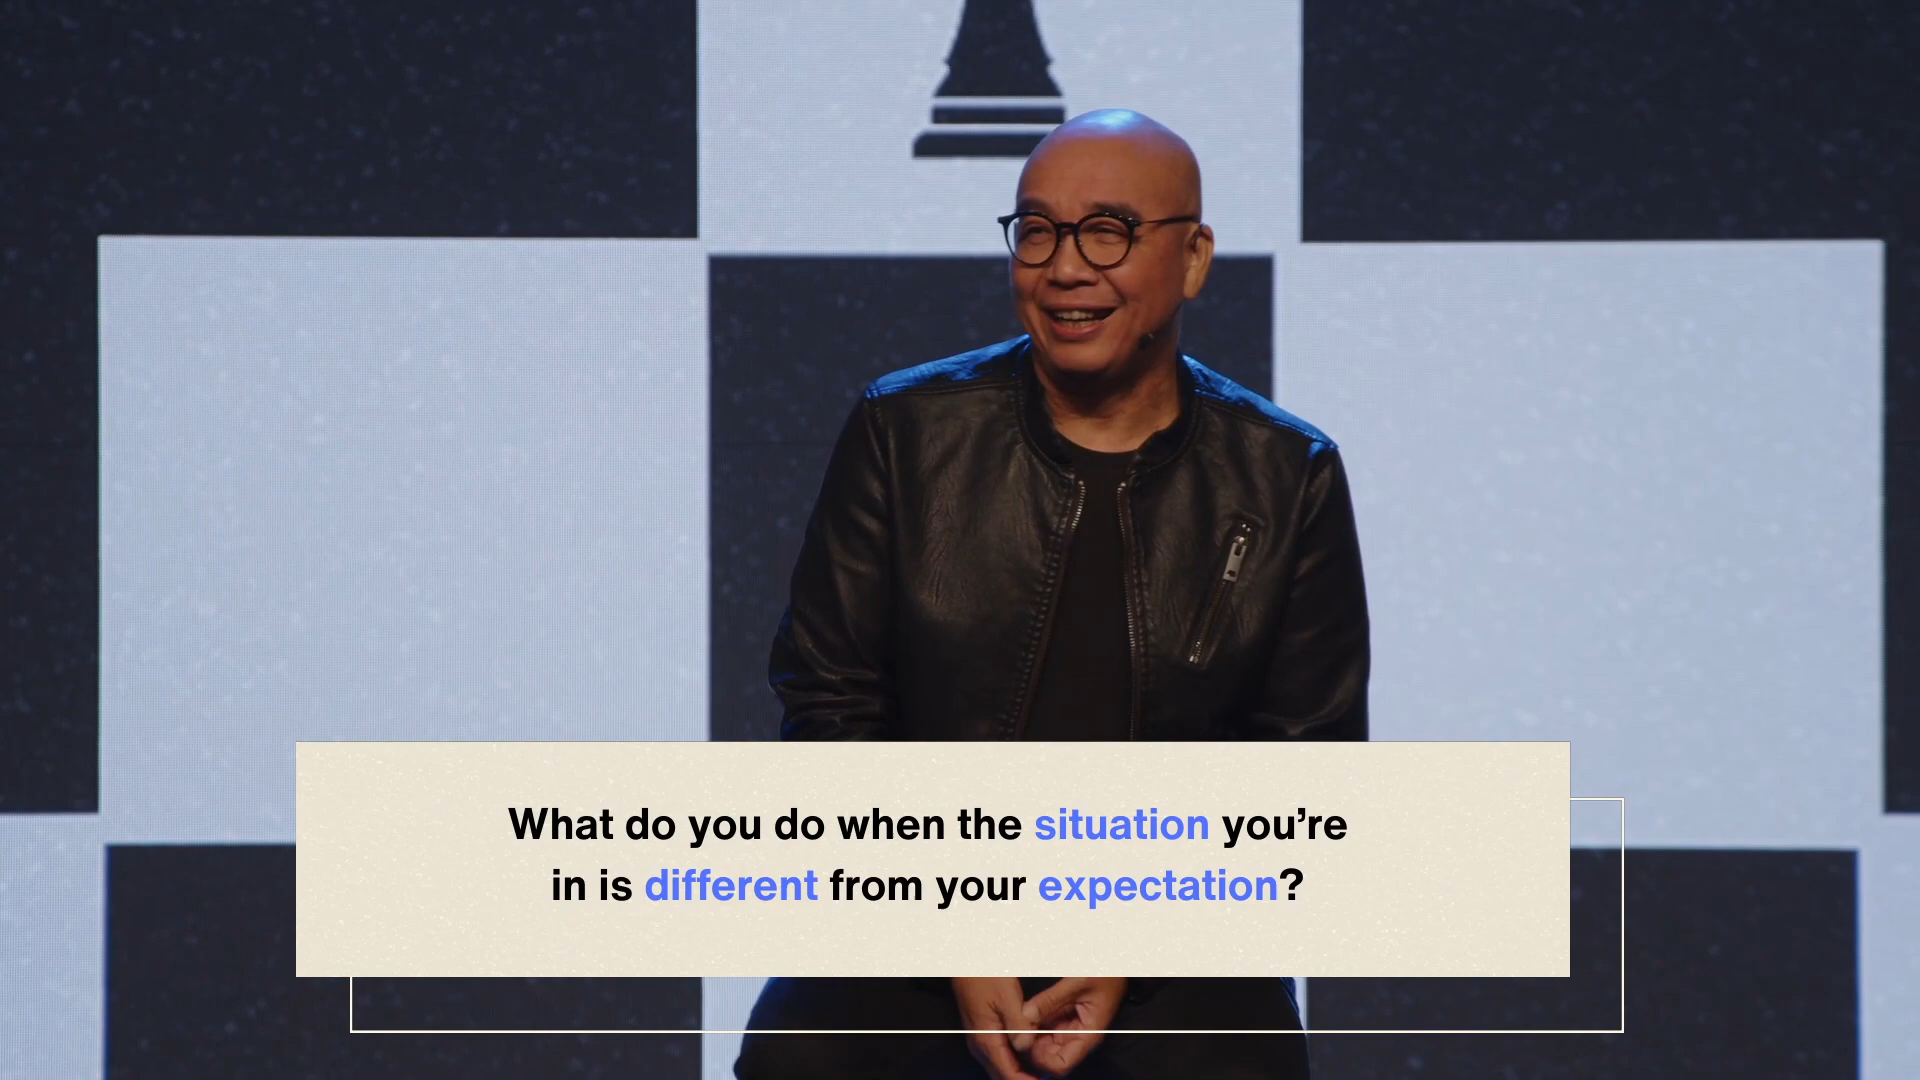 What do you do when the situation you’re
in is different from your expectation?